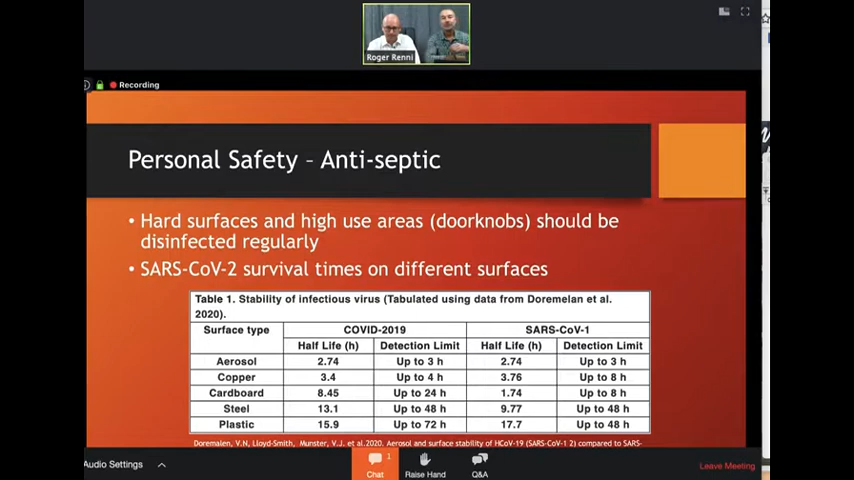 Roger Renni
Recording
Personal Safety – Anti-septic
• Hard surfaces and high use areas (doorknobs) should be
disinfected regularly
• SARS-CoV-2 survival times on different surfaces
Table 1. Stability of infectious virus (Tabulated using data from Doremelan et al.
2020).
Surface type COVID-2019 SARS-CoV-1
Half Life (h) Detection Limit Half Life (h) Detection Limit
Aerosol 2.74 Up to 3 h 2.74 Up to 3 h
Copper 3.4 Up to 4 h 3.76 Up to 8 h
Cardboard 8.45 Up to 24 h 1.74 Up to 8 h
Steel 13.1 Up to 48 h 9.77 Up to 48 h
Plastic 15.9 Up to 72 h 17.7 Up to 48 h
Doremalen, V.N, Lloyd-Smith, Munster, V.J. et al.2020. Aerosol and surface stability of HCoV-19 (SARS-CoV-1 2) compared to SARS-
Audio Settings
1
Chat Raise Hand Q&A
Leave Meeting